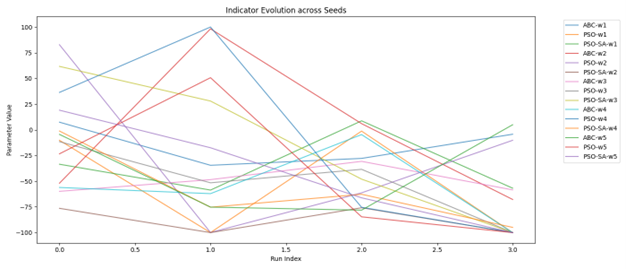 Indicator Evolution across Seeds
100
75
50
25
0
−25
−50
−75
−100
Parameter Value
0.0 0.5 1.0 1.5 2.0 2.5 3.0
Run Index
ABC-w1
PSO-w1
PSO-SA-w1
ABC-w2
PSO-w2
PSO-SA-w2
ABC-w3
PSO-w3
PSO-SA-w3
ABC-w4
PSO-w4
PSO-SA-w4
ABC-w5
PSO-w5
PSO-SA-w5